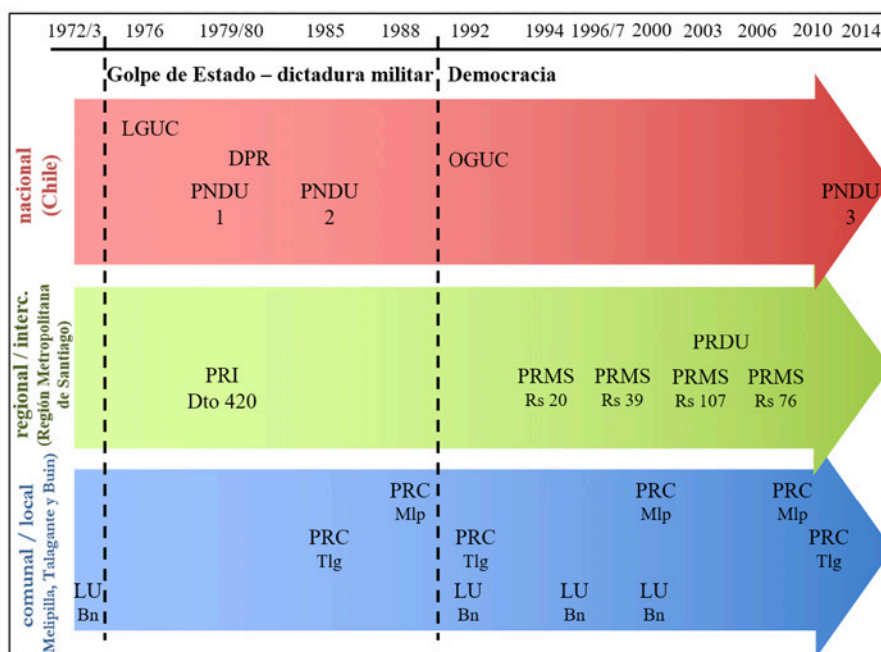 1972/3 1976 1979/80 1985 1988 1992 1994 1996/7 2000 2003 2006 2010 2014
Golpe de Estado – dictadura militar Democracia
nacional
(Chile)
LGUC
DPR OGUC
PNDU PNDU PNDU
1 2 3
regional / interc.
(Región Metropolitana
de Santiago)
PRDU
PRI PRMS PRMS PRMS PRMS
Dto 420 Rs 20 Rs 39 Rs 107 Rs 76
comunal / local
Melipilla, Talagante y Buin)
PRC PRC PRC
Mlp Mlp Mlp
PRC PRC PRC
Tlg Tlg Tlg
LU LU LU LU
Bn Bn Bn Bn